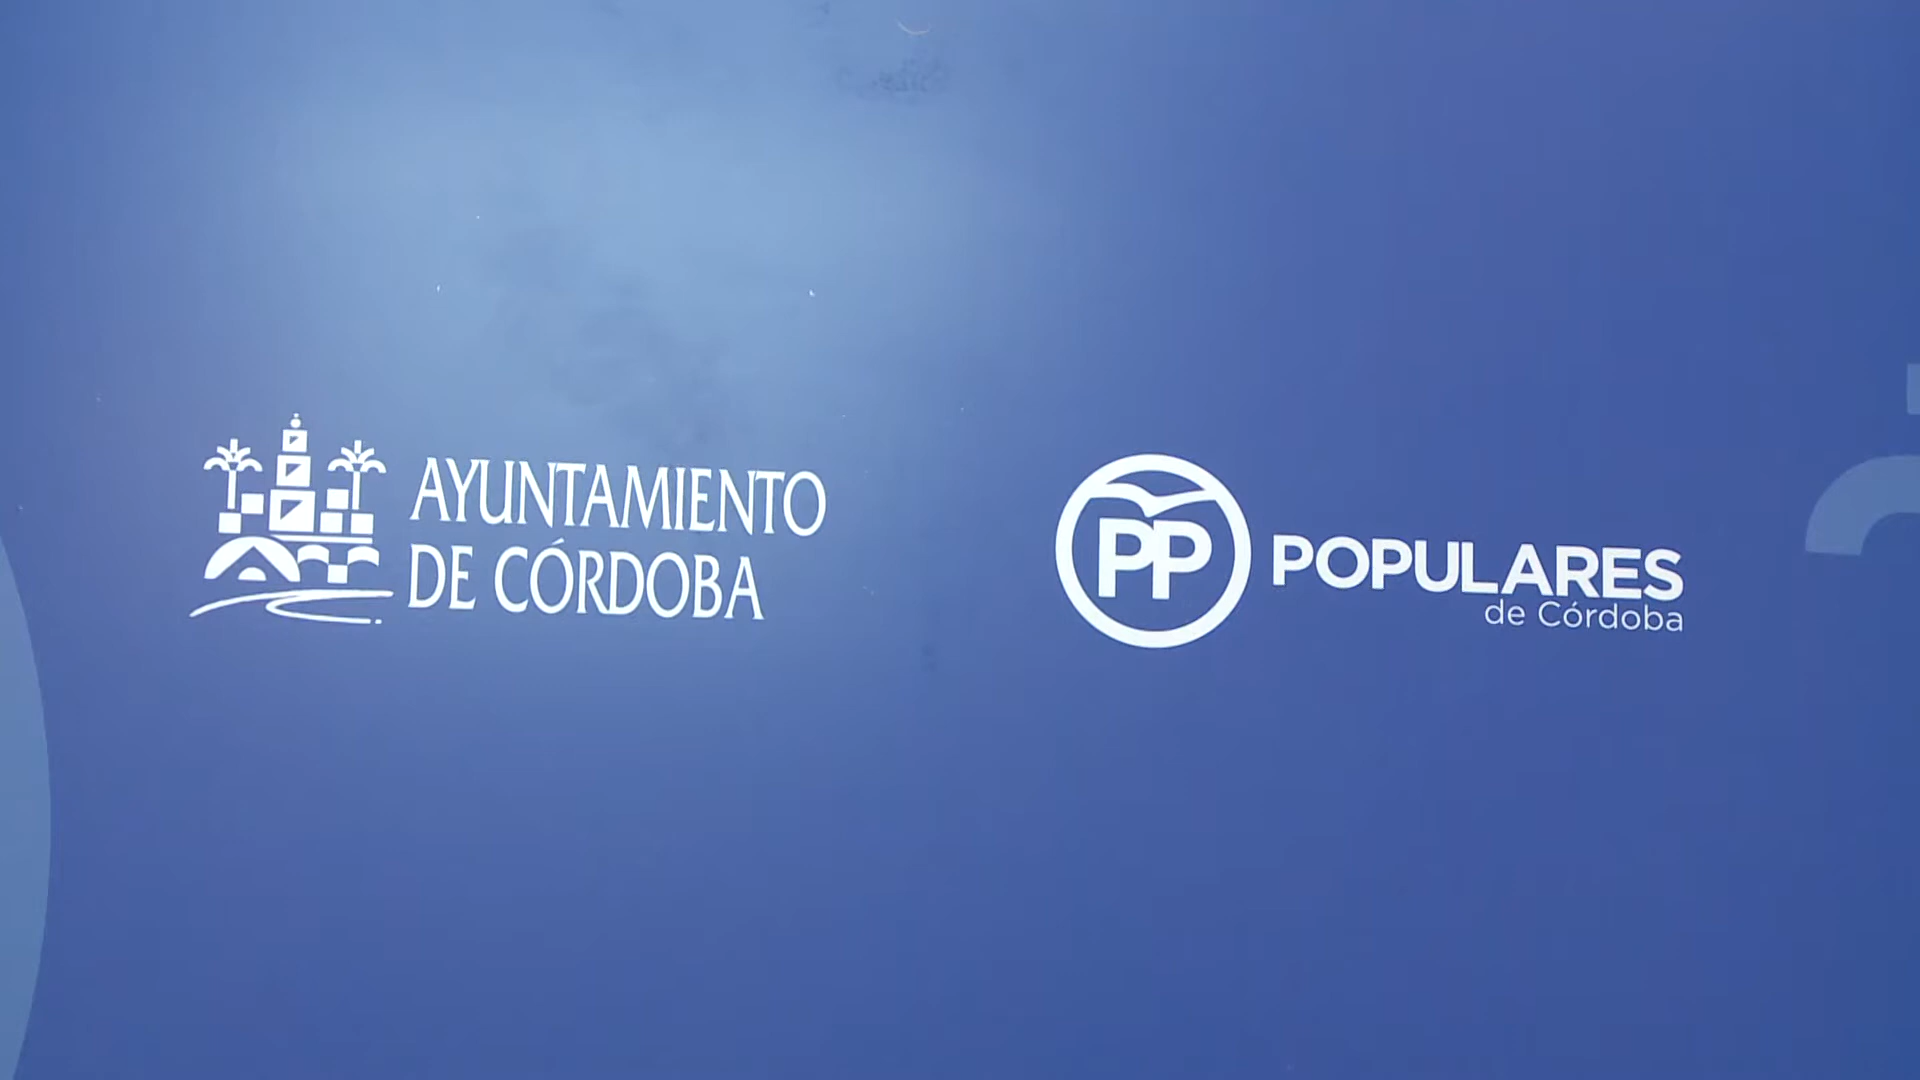 AYUNTAMIENTO
DE CÓRDOBA
PP
POPULARES
de Córdoba